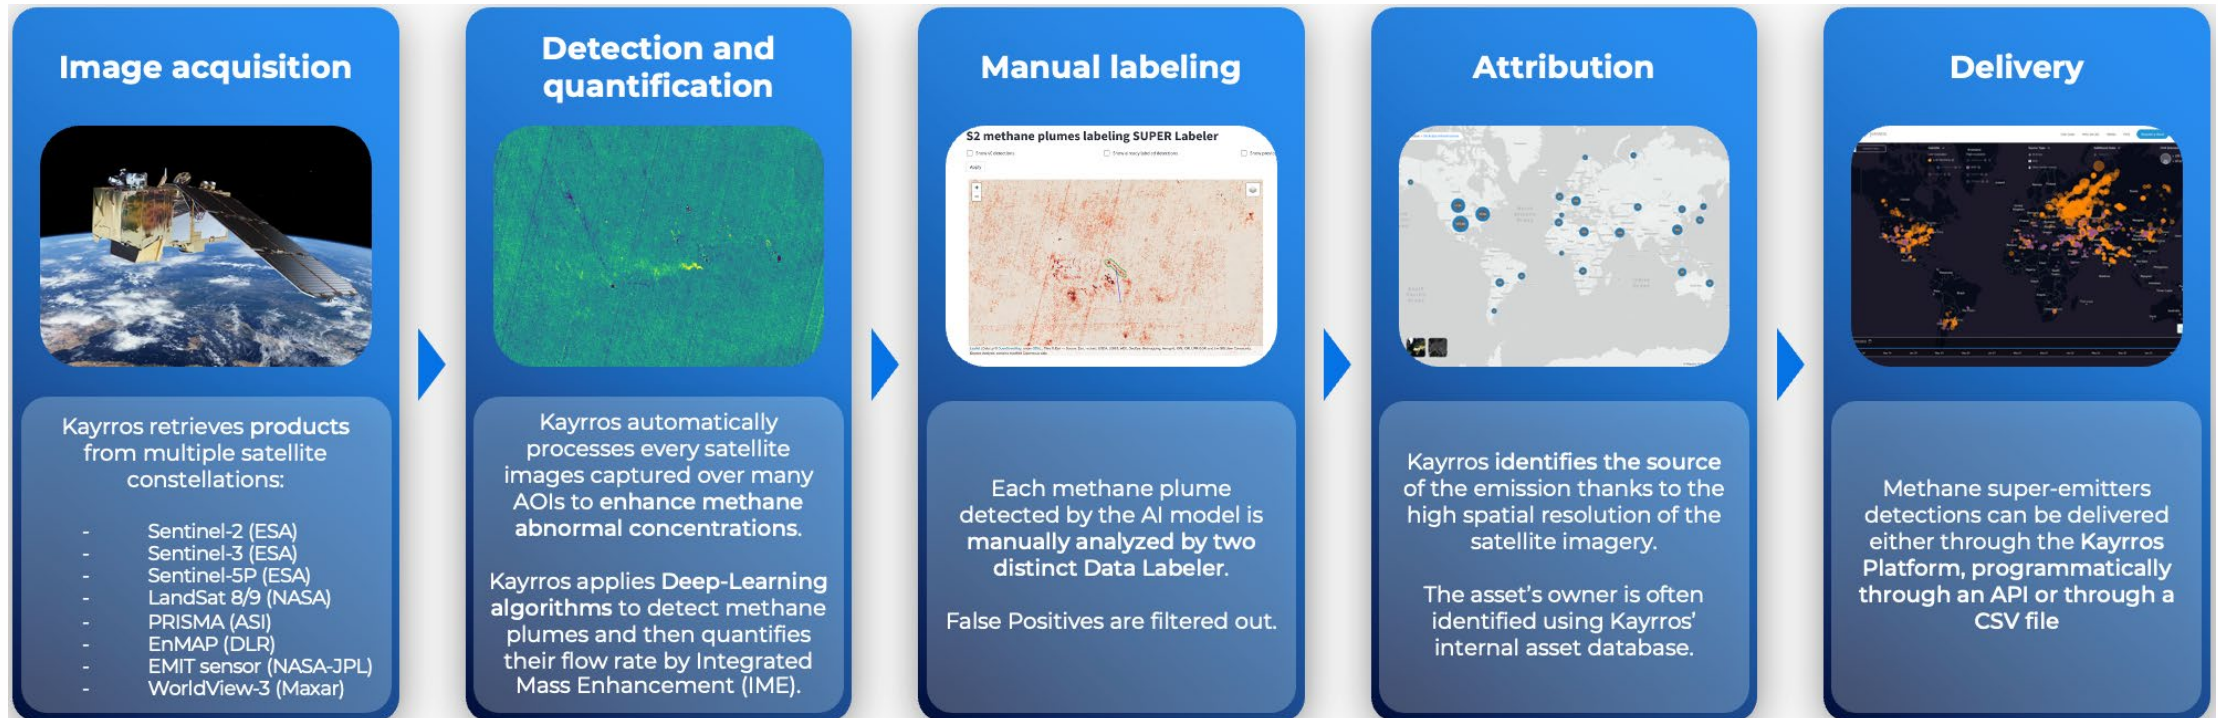 Image acquisition
Kayrros retrieves products
from multiple satellite
constellations:
- Sentinel-2 (ESA)
- Sentinel-3 (ESA)
- Sentinel-5P (ESA)
- LandSat 8/9 (NASA)
- PRISMA (ASI)
- EnMAP (DLR)
- EMIT sensor (NASA-JPL)
- WorldView-3 (Maxar)
Detection and
quantification
Kayrros automatically
processes every satellite
images captured over many
AOIs to enhance methane
abnormal concentrations.
Kayrros applies Deep-Learning
algorithms to detect methane
plumes and then quantifies
their flow rate by Integrated
Mass Enhancement (IME).
Manual labeling
S2 methane plumes labeling SUPER Labeler
Apply
Each methane plume
detected by the AI model is
manually analyzed by two
distinct Data Labeler.
False Positives are filtered out.
Attribution
Kayrros identifies the source
of the emission thanks to the
high spatial resolution of the
satellite imagery.
The asset's owner is often
identified using Kayrros'
internal asset database.
Delivery
Methane super-emitters
detections can be delivered
either through the Kayrros
Platform, programmatically
through an API or through a
CSV file